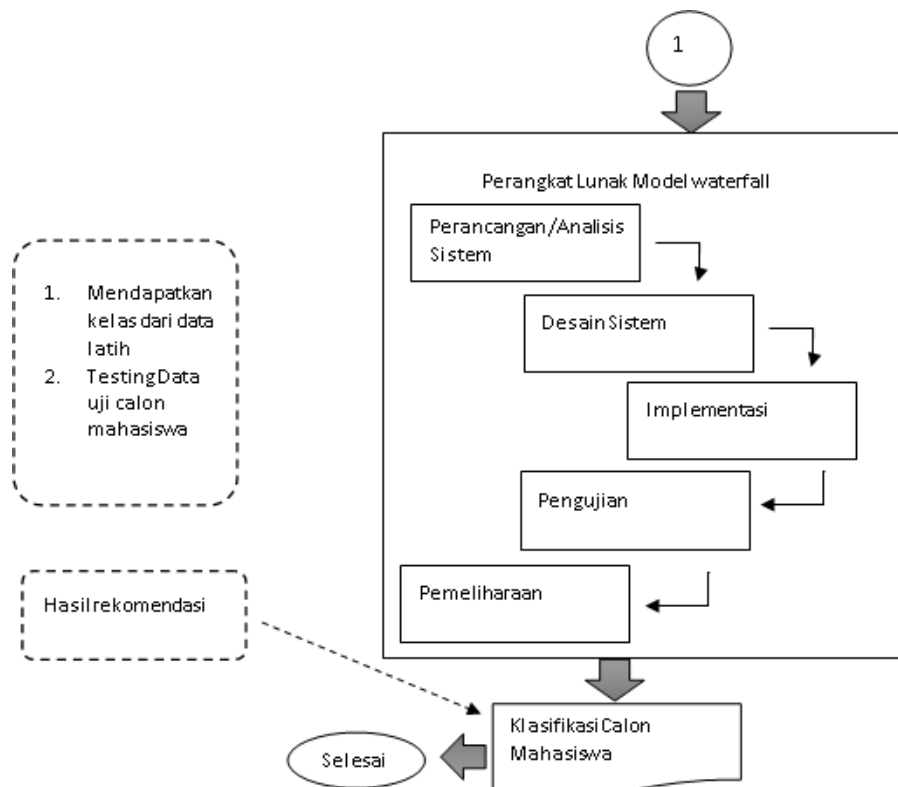 1
Perangkat Lunak Model waterfall
Perancangan/Analisis
Sistem
Desain Sistem
Implementasi
Pengujian
Pemeliharaan
1. Mendapatkan
kelas dari data
latih
2. Testing Data
uji calon
mahasiswa
Hasil rekomendasi
Klasifikasi Calon
Mahasiswa
Selesai